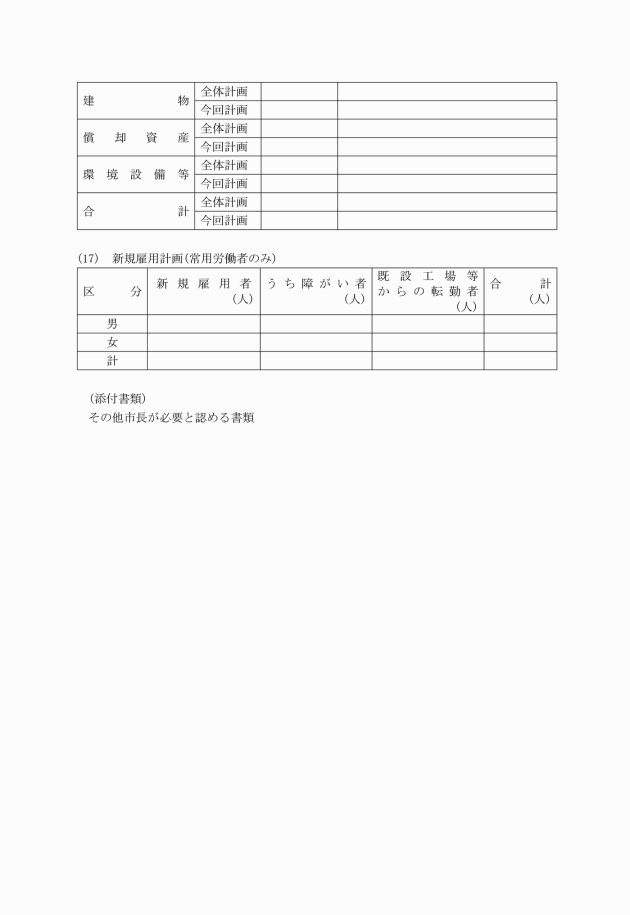 建物 全体計画
今回計画
償却資産 全体計画
今回計画
環境設備等 全体計画
今回計画
合計 全体計画
今回計画
(17) 新規雇用計画(常用労働者のみ)
区分 新規雇用者(人) うち障がい者(人) 既設工場等からの転勤者(人) 合計(人)
男
女
計
(添付書類)
その他市長が必要と認める書類